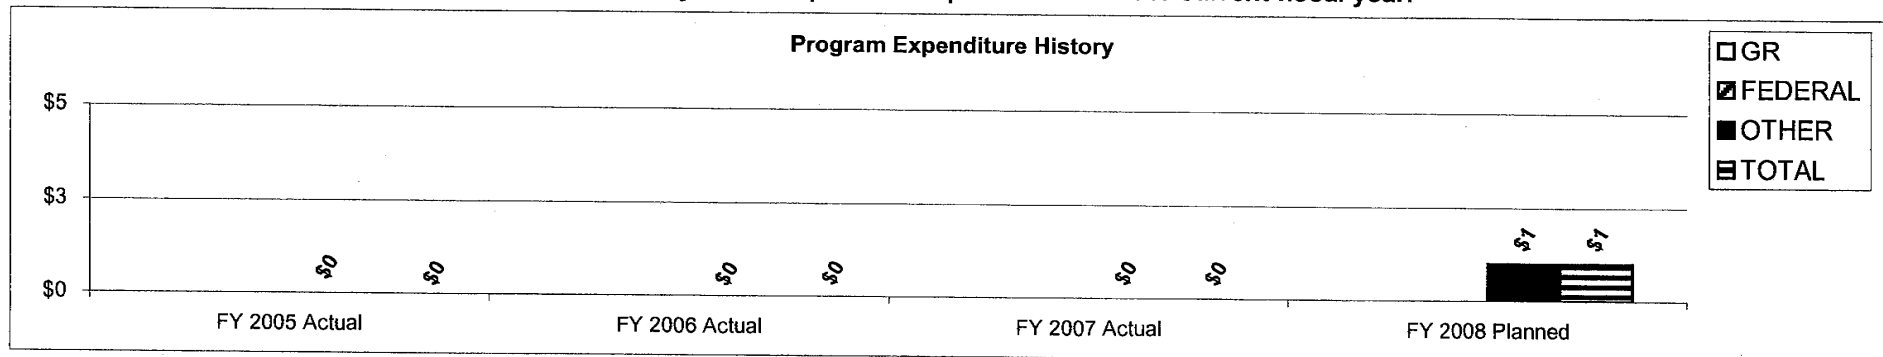 Program Expenditure History
GR
FEDERAL
OTHER
TOTAL
$5
$3
$0
$0 $0 $0 $0 $0 $0 $1 $1
FY 2005 Actual FY 2006 Actual FY 2007 Actual FY 2008 Planned